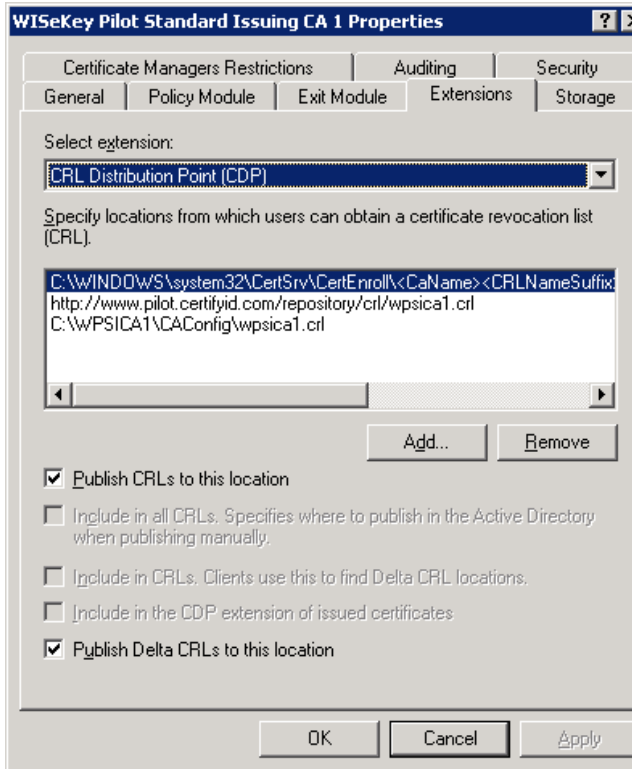 WISeKey Pilot Standard Issuing CA 1 Properties
Certificate Managers Restrictions Auditing Security
General Policy Module Exit Module Extensions Storage
Select extension:
CRL Distribution Point (CDP)
Specify locations from which users can obtain a certificate revocation list
(CRL).
C:\WINDOWS\system32\CertSrv\CertEnroll\<CaName><CRLNameSuffix
http://www.pilot.certifyid.com/repository/crl/wpsica1.crl
C:\WPSICA1\CAConfig\wpsica1.crl
Add... Remove
Publish CRLs to this location
Include in all CRLs. Specifies where to publish in the Active Directory
when publishing manually.
Include in CRLs. Clients use this to find Delta CRL locations.
Include in the CDP extension of issued certificates
Publish Delta CRLs to this location
OK Cancel Apply